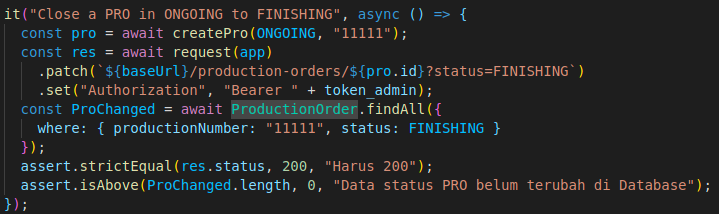 it("Close a PRO in ONGOING to FINISHING", async () => {
const pro = await createPro(ONGOING, "11111");
const res = await request(app)
.patch(`${baseUrl}/production-orders/${pro.id}?status=FINISHING`)
.set("Authorization", "Bearer " + token_admin);
const ProChanged = await ProductionOrder.findAll({
where: { productionNumber: "11111", status: FINISHING }
});
assert.strictEqual(res.status, 200, "Harus 200");
assert.isAbove(ProChanged.length, 0, "Data status PRO belum terubah di Database");
});